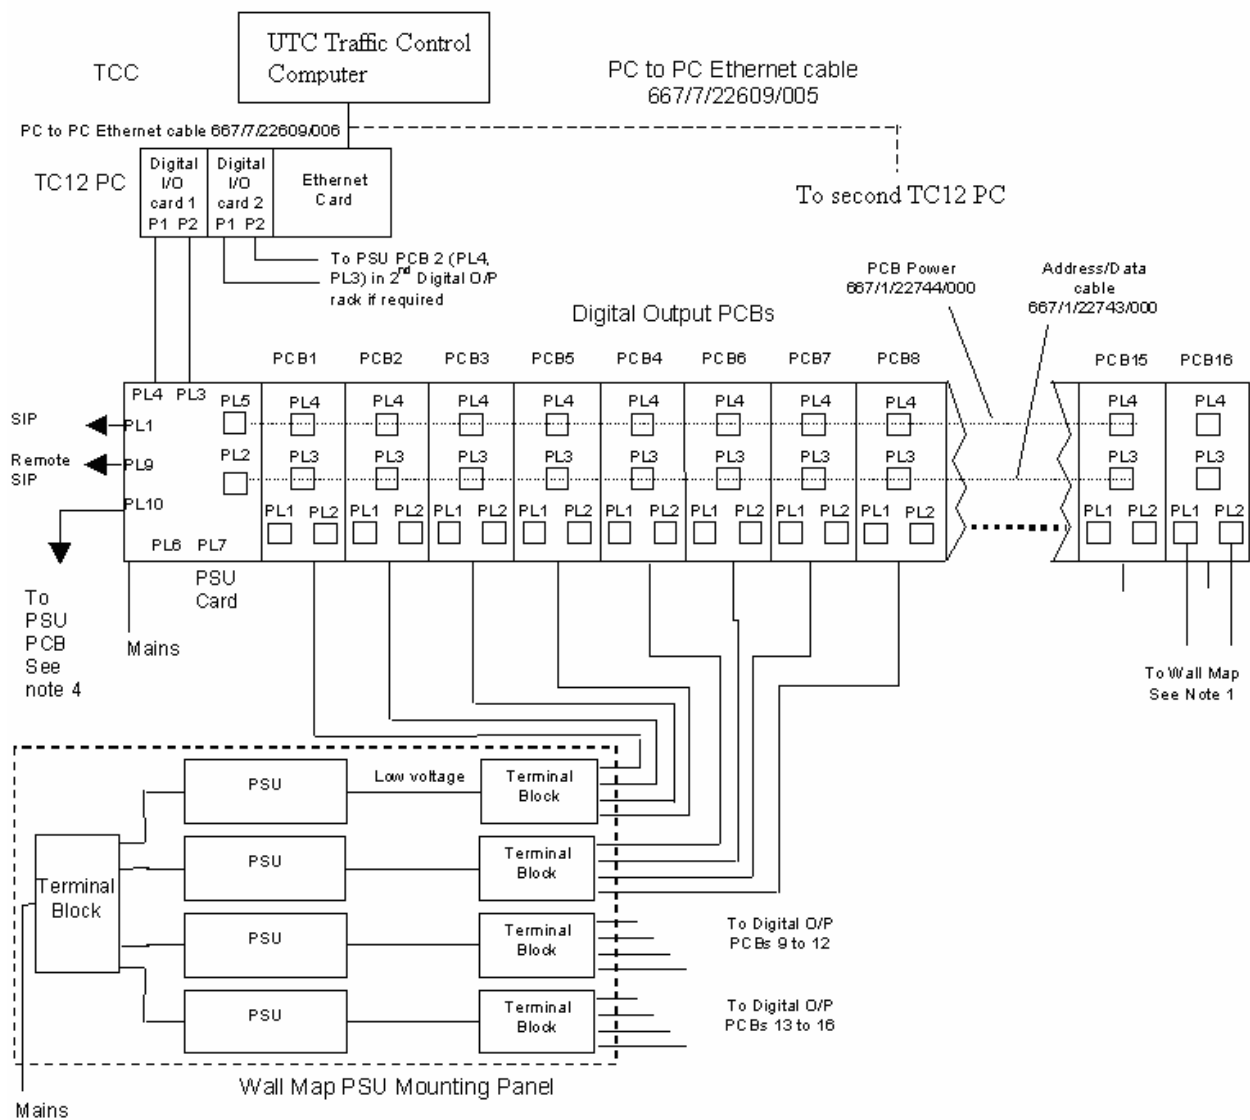 UTC Traffic Control
Computer
TCC
PC to PC Ethernet cable
667/7/22609/005
PC to PC Ethernet cable 667/7/22609/006
TC12 PC
Digital
I/O
card 1
P1 P2
Digital
I/O
card 2
P1 P2
Ethernet
Card
To second TC12 PC
To PSU PCB 2 (PL4,
PL3) in 2nd Digital O/P
rack if required
PCB Power
667/1/22744/000
Address/Data
cable
667/1/22743/000
Digital Output PCBs
PCB1 PCB2 PCB3 PCB5 PCB4 PCB6 PCB7 PCB8 PCB15 PCB16
PL4 PL3
PL5 PL4 PL4 PL4 PL4 PL4 PL4 PL4 PL4 PL4 PL4
SIP
PL1
Remote
SIP
PL9
PL2 PL3 PL3 PL3 PL3 PL3 PL3 PL3 PL3 PL3 PL3
PL10
PL1 PL2 PL1 PL2 PL1 PL2 PL1 PL2 PL1 PL2 PL1 PL2 PL1 PL2 PL1 PL2 PL1 PL2 PL1 PL2
PL6 PL7
PSU
Card
To
PSU
PCB
See
note 4
Mains
To Wall Map
See Note 1
PSU
Low voltage
Terminal
Block
PSU
Terminal
Block
Terminal
Block
PSU
Terminal
Block
To Digital O/P
PCBs 9 to 12
PSU
Terminal
Block
To Digital O/P
PCBs 13 to 16
Wall Map PSU Mounting Panel
Mains